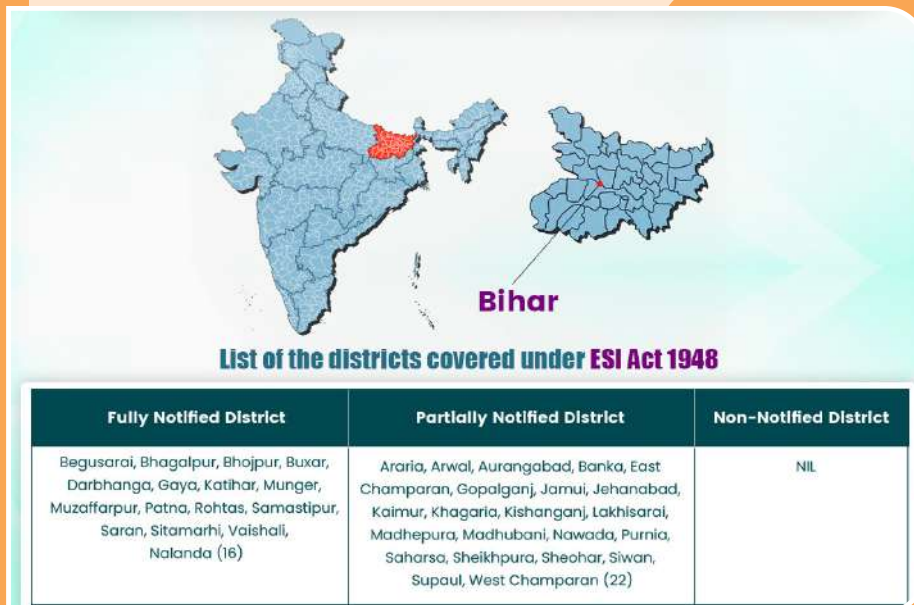 Bihar
List of the districts covered under ESI Act 1948
Fully Notified District
Partially Notified District
Non-Notified District
Begusarai, Bhagalpur, Bhojpur, Buxar,
Darbhanga, Gaya, Katihar, Munger,
Muzaffarpur, Patna, Rohtas, Samastipur,
Saran, Sitamarhi, Vaishali,
Nalanda (16)
Araria, Arwal, Aurangabad, Banka, East
Champaran, Gopalganj, Jamui, Jehanabad,
Kaimur, Khagaria, Kishanganj, Lakhisarai,
Madhepura, Madhubani, Nawada, Purnia,
Saharsa, Sheikhpura, Sheohar, Siwan,
Supaul, West Champaran (22)
NIL